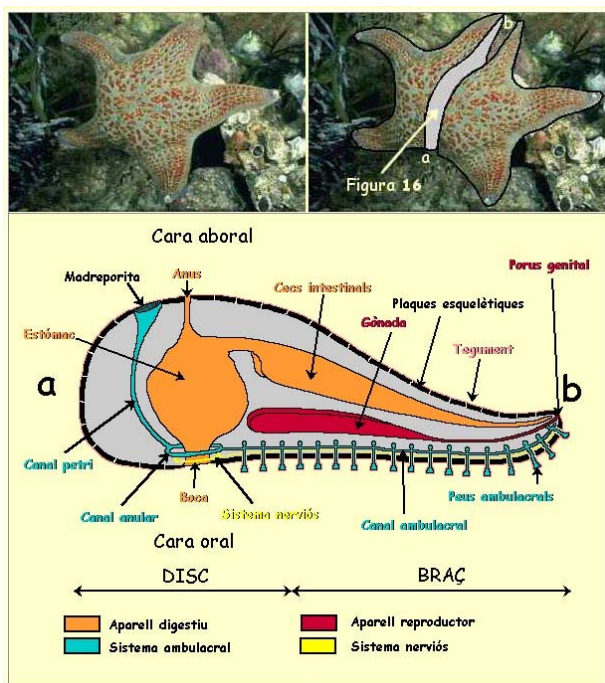 b
a
Figura 16
Cara aboral
Porus genital
Madreporita
Anus
Cecs intestinals
Plaques esquelètiques
Gònada
Estómac
Tegument
a
b
Canal petri
Peus ambulacrals
Boca
Canal anular
Sistema nerviós
Canal ambulacral
Cara oral
DISC
BRAÇ
Aparell digestiu
Aparell reproductor
Sistema ambulacral
Sistema nerviós